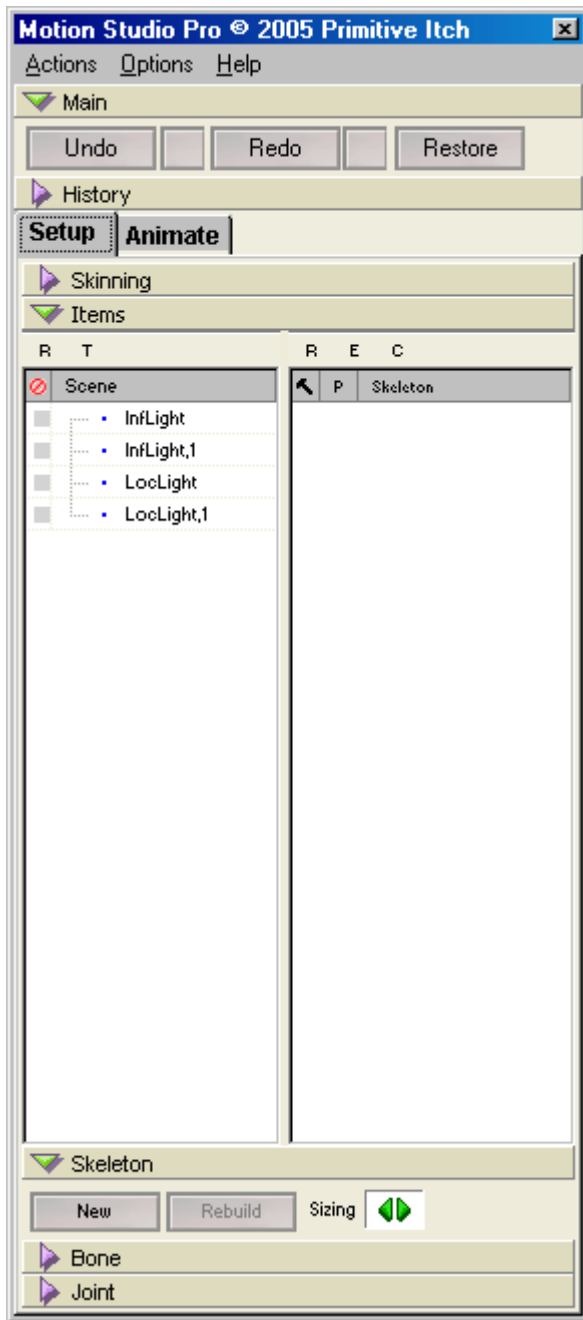 Motion Studio Pro © 2005 Primitive Itch
Actions Options Help
Main
Undo Redo Restore
History
Setup Animate
Skinning
Items
R T R E C
Scene P Skeleton
InfLight
InfLight,1
LocLight
LocLight,1
Skeleton
New Rebuild Sizing
Bone
Joint